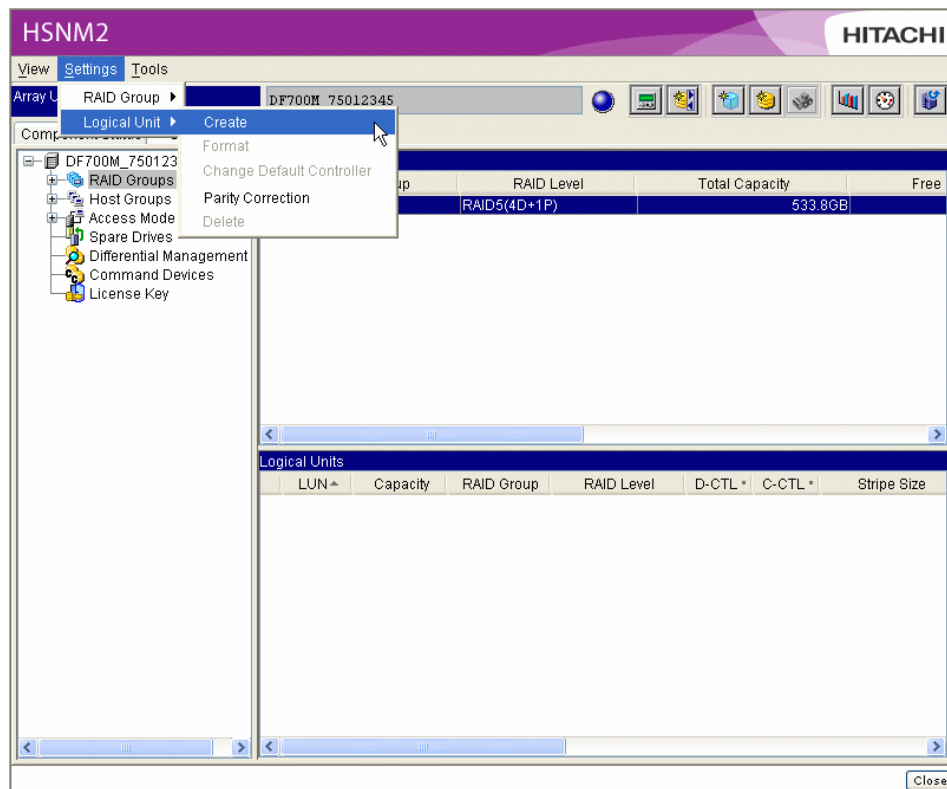 HSNM2
HITACHI
View Settings Tools
Array U
DF700M_75012345
RAID Group
Logical Unit
Create
Format
Change Default Controller
Parity Correction
Delete
DF700M_750123
RAID Groups
Host Groups
Access Mode
Spare Drives
Differential Management
Command Devices
License Key
up RAID Level Total Capacity Free
RAID5(4D+1P) 533.8GB
Logical Units
LUN Capacity RAID Group RAID Level D-CTL * C-CTL * Stripe Size
Close